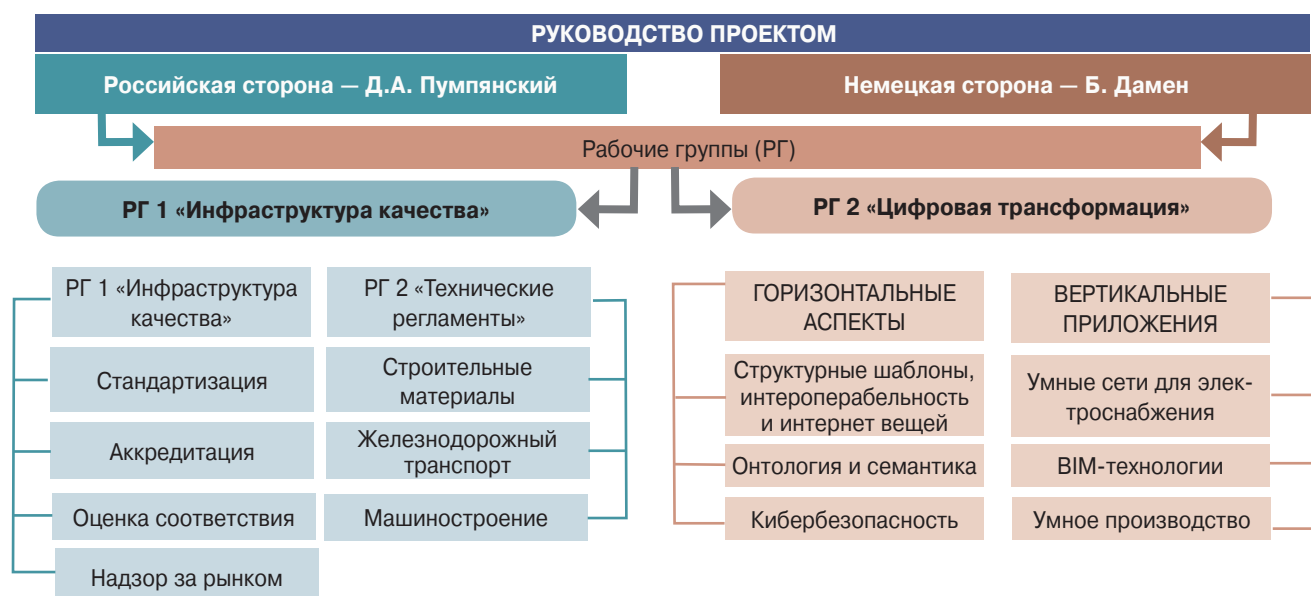 РУКОВОДСТВО ПРОЕКТОМ
Российская сторона — Д.А. Пумпянский
Немецкая сторона — Б. Дамен
Рабочие группы (РГ)
РГ 1 «Инфраструктура качества»
РГ 2 «Цифровая трансформация»
РГ 1 «Инфраструктура
качества»
Стандартизация
Аккредитация
Оценка соответствия
Надзор за рынком
РГ 2 «Технические
регламенты»
Строительные
материалы
Железнодорожный
транспорт
Машиностроение
ГОРИЗОНТАЛЬНЫЕ
АСПЕКТЫ
Структурные шаблоны,
интероперабельность
и интернет вещей
Онтология и семантика
Кибербезопасность
ВЕРТИКАЛЬНЫЕ
ПРИЛОЖЕНИЯ
Умные сети для элек-
троснабжения
BIM-технологии
Умное производство